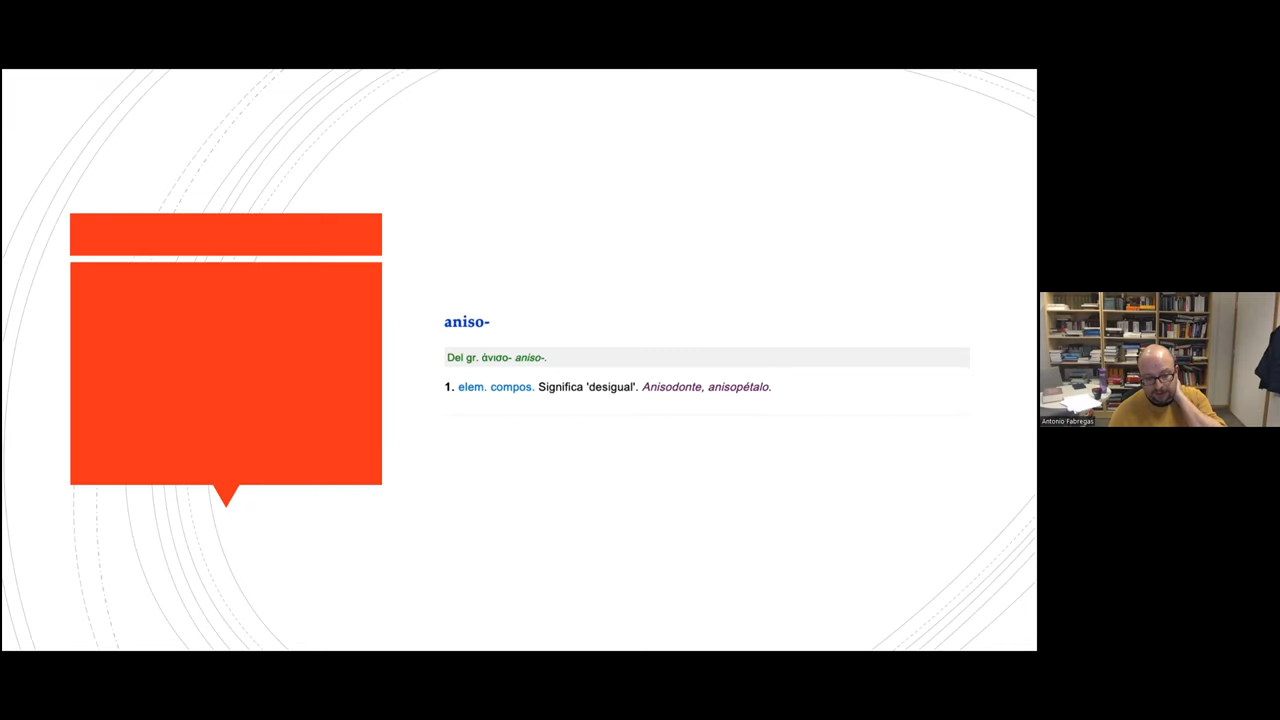 aniso-
Del gr. ἀνισο- aniso-.
1. elem. compos. Significa 'desigual'. Anisodonte, anisopétalo.
Antonio Fabregas